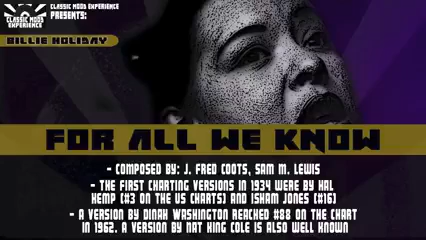 CLASSIC MOOD EXPERIENCE
PRESENTS:
CLASSIC MOOD
EXPERIENCE
BILLIE HOLIDAY
FOR ALL WE KNOW
- COMPOSED BY: J. FRED COOTS, SAM M. LEWIS
- THE FIRST CHARTING VERSIONS IN 1934 WERE BY HAL
KEMP (#3 ON THE US CHARTS) AND ISHAM JONES (#16)
- A VERSION BY DINAH WASHINGTON REACHED #88 ON THE CHART
IN 1962. A VERSION BY NAT KING COLE IS ALSO WELL KNOWN